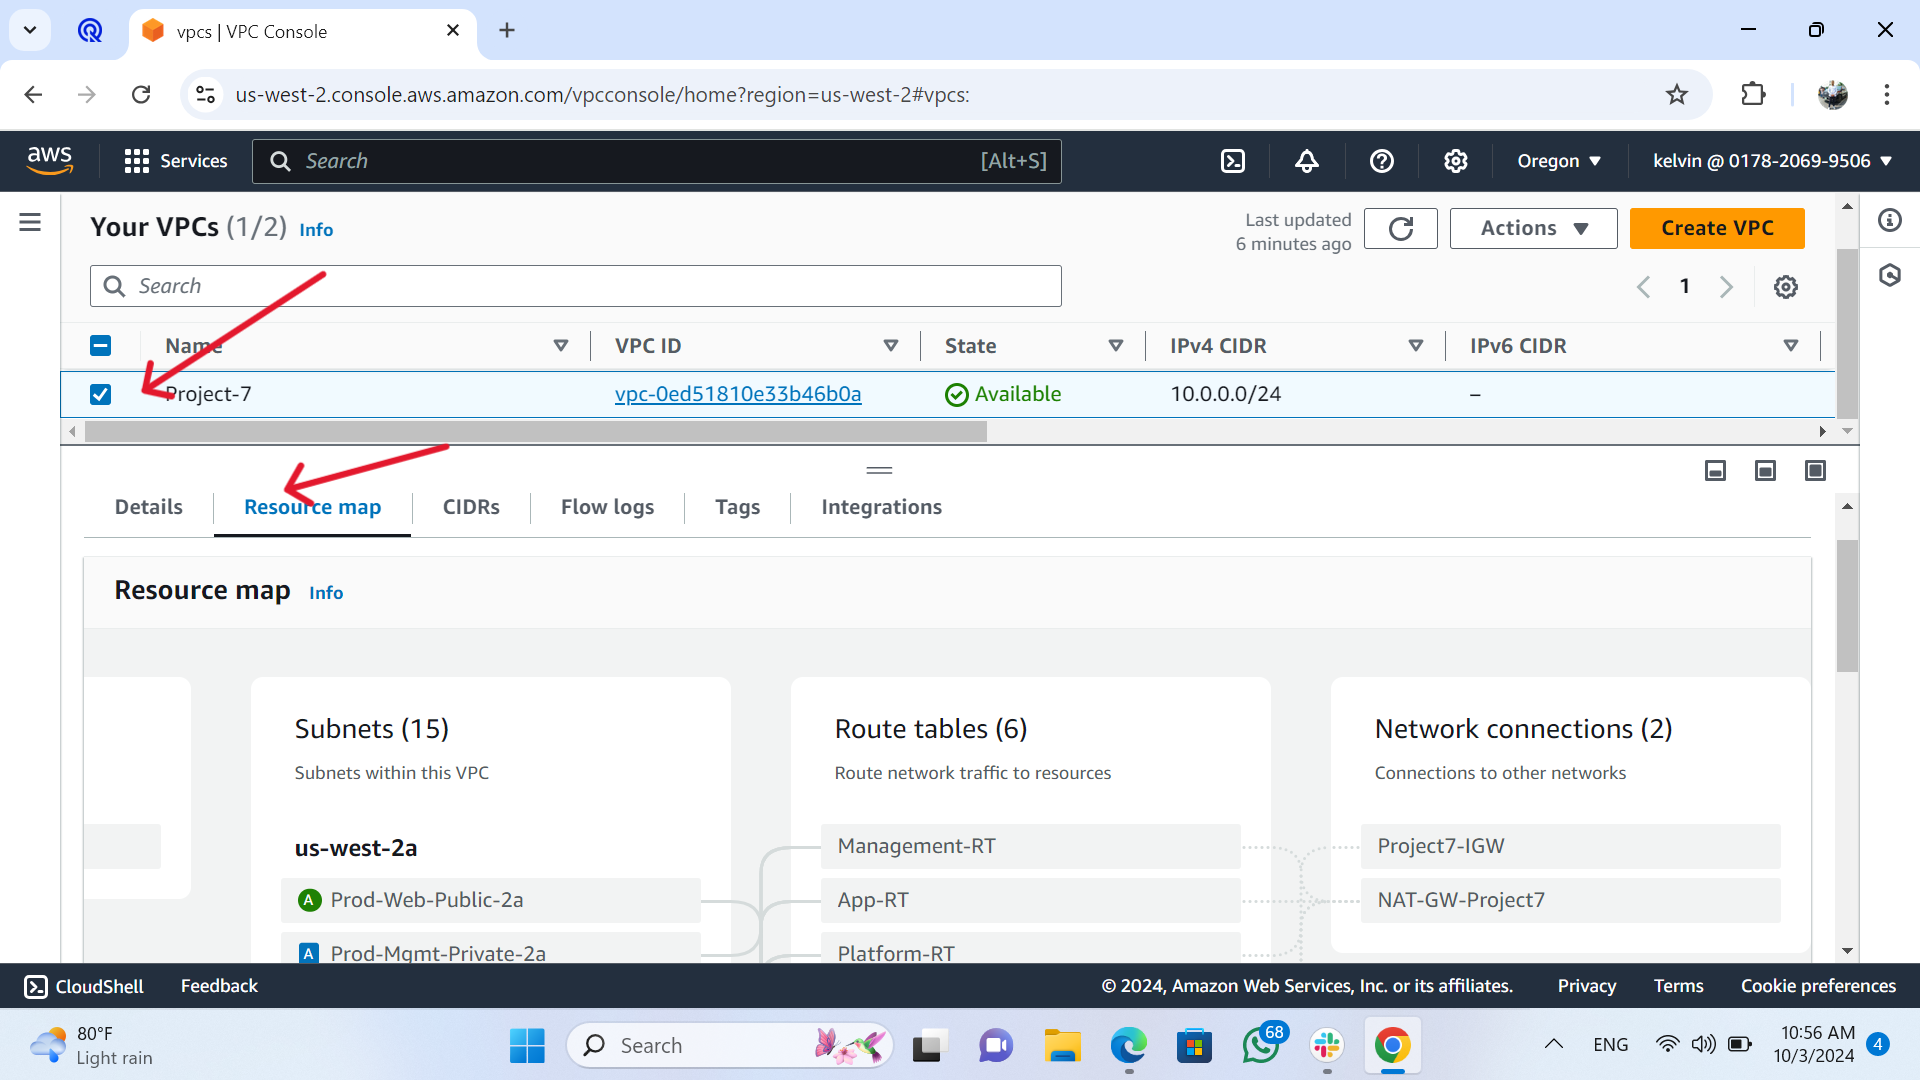 vpcs | VPC Console
us-west-2.console.aws.amazon.com/vpcconsole/home?region=us-west-2#vpcs:
aws Services Search [Alt+S] Oregon kelvin @ 0178-2069-9506
Your VPCs (1/2) Info
Last updated
6 minutes ago
Actions
Create VPC
Search
1
Name VPC ID State IPv4 CIDR IPv6 CIDR
Project-7 vpc-0ed51810e33b46b0a Available 10.0.0.0/24 –
Details Resource map CIDRs Flow logs Tags Integrations
Resource map Info
Subnets (15)
Subnets within this VPC
us-west-2a
A Prod-Web-Public-2a
A Prod-Mgmt-Private-2a
Route tables (6)
Route network traffic to resources
Management-RT
App-RT
Platform-RT
Network connections (2)
Connections to other networks
Project7-IGW
NAT-GW-Project7
CloudShell Feedback © 2024, Amazon Web Services, Inc. or its affiliates. Privacy Terms Cookie preferences
80°F
Light rain
Search
68
ENG
10:56 AM
10/3/2024
4